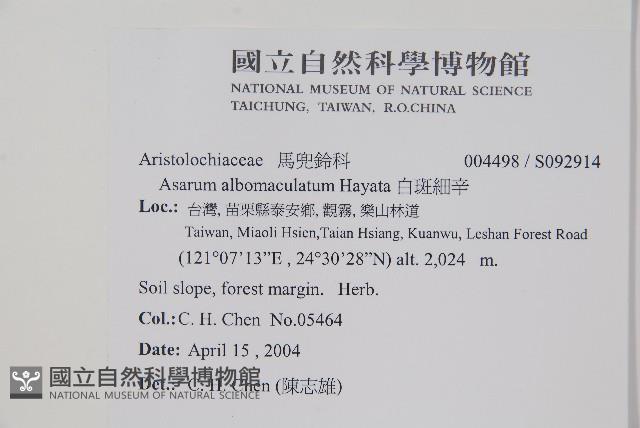 國立自然科學博物館
NATIONAL MUSEUM OF NATURAL SCIENCE
TAICHUNG, TAIWAN, R.O.CHINA
Aristolochiaceae 馬兜鈴科 004498 / S092914
Asarum albomaculatum Hayata 白斑細辛
Loc.: 台灣, 苗栗縣泰安鄉, 觀霧, 樂山林道
Taiwan, Miaoli Hsien,Taian Hsiang, Kuanwu, Leshan Forest Road
(121°07'13”E , 24°30'28”N) alt. 2,024 m.
Soil slope, forest margin. Herb.
Col.:C. H. Chen No.05464
Date: April 15 , 2004
Det.: C. H. Chen (陳志雄)
國立自然科學博物館
NATIONAL MUSEUM OF NATURAL SCIENCE